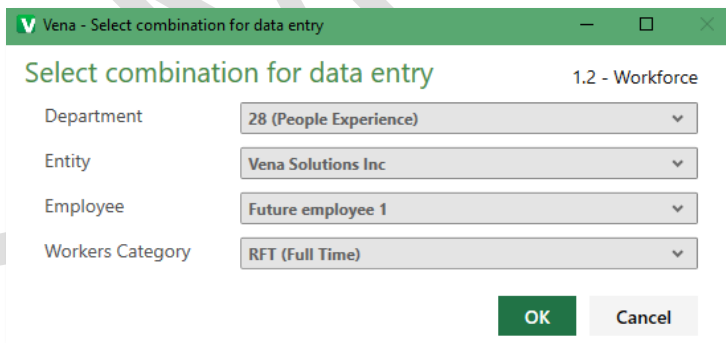 Vena - Select combination for data entry
Select combination for data entry 1.2 - Workforce
Department 28 (People Experience)
Entity Vena Solutions Inc
Employee Future employee 1
Workers Category RFT (Full Time)
OK Cancel